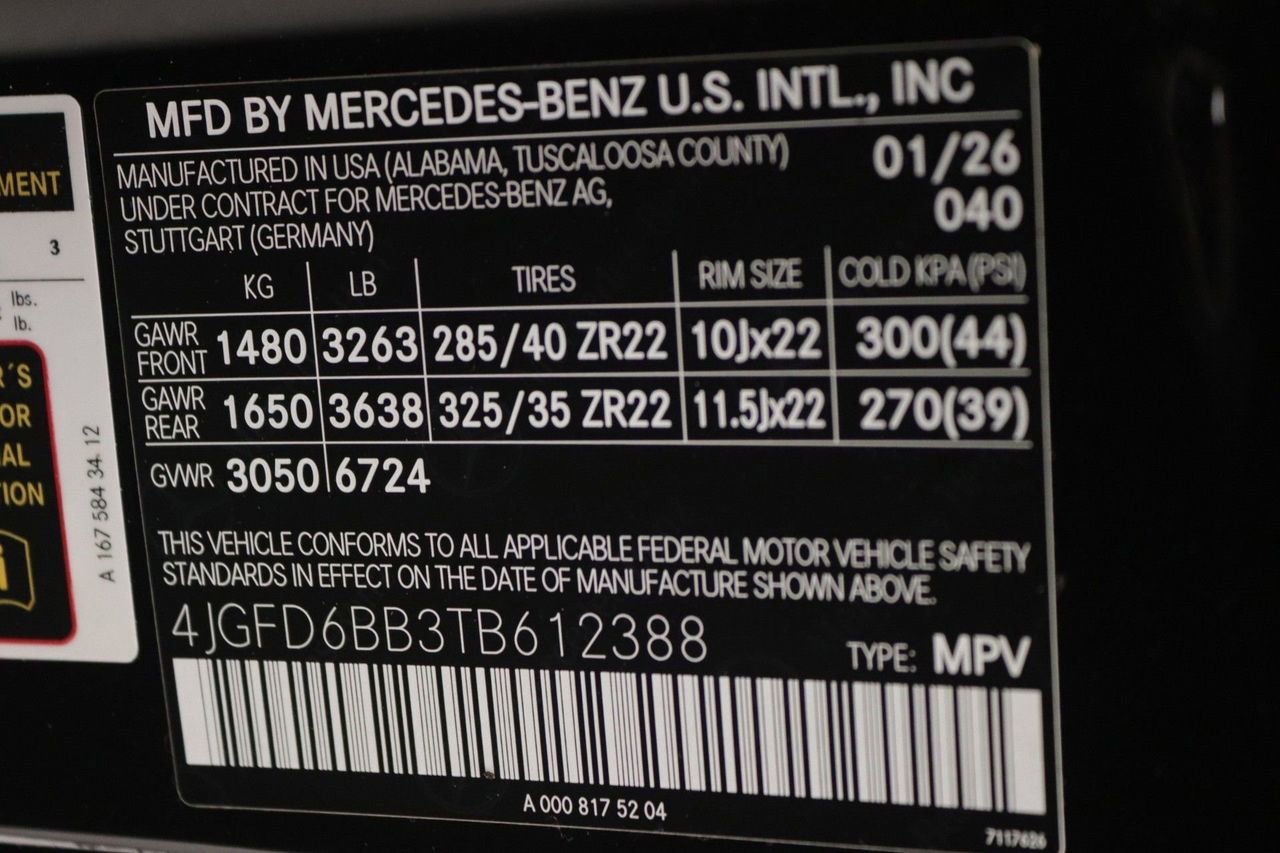 MENT
3
lbs.
lb.
R´S
OR
AL
ION
i
A 167 584 34 12
MFD BY MERCEDES-BENZ U.S. INTL., INC
MANUFACTURED IN USA (ALABAMA, TUSCALOOSA COUNTY) 01/26
UNDER CONTRACT FOR MERCEDES-BENZ AG, 040
STUTTGART (GERMANY)
KG LB TIRES RIM SIZE COLD KPA(PSI)
GAWR FRONT 1480 3263 285/40 ZR22 10Jx22 300(44)
GAWR REAR 1650 3638 325/35 ZR22 11.5Jx22 270(39)
GVWR 3050 6724
THIS VEHICLE CONFORMS TO ALL APPLICABLE FEDERAL MOTOR VEHICLE SAFETY
STANDARDS IN EFFECT ON THE DATE OF MANUFACTURE SHOWN ABOVE.
4JGFD6BB3TB612388
TYPE: MPV
A 000 817 52 04
7117626